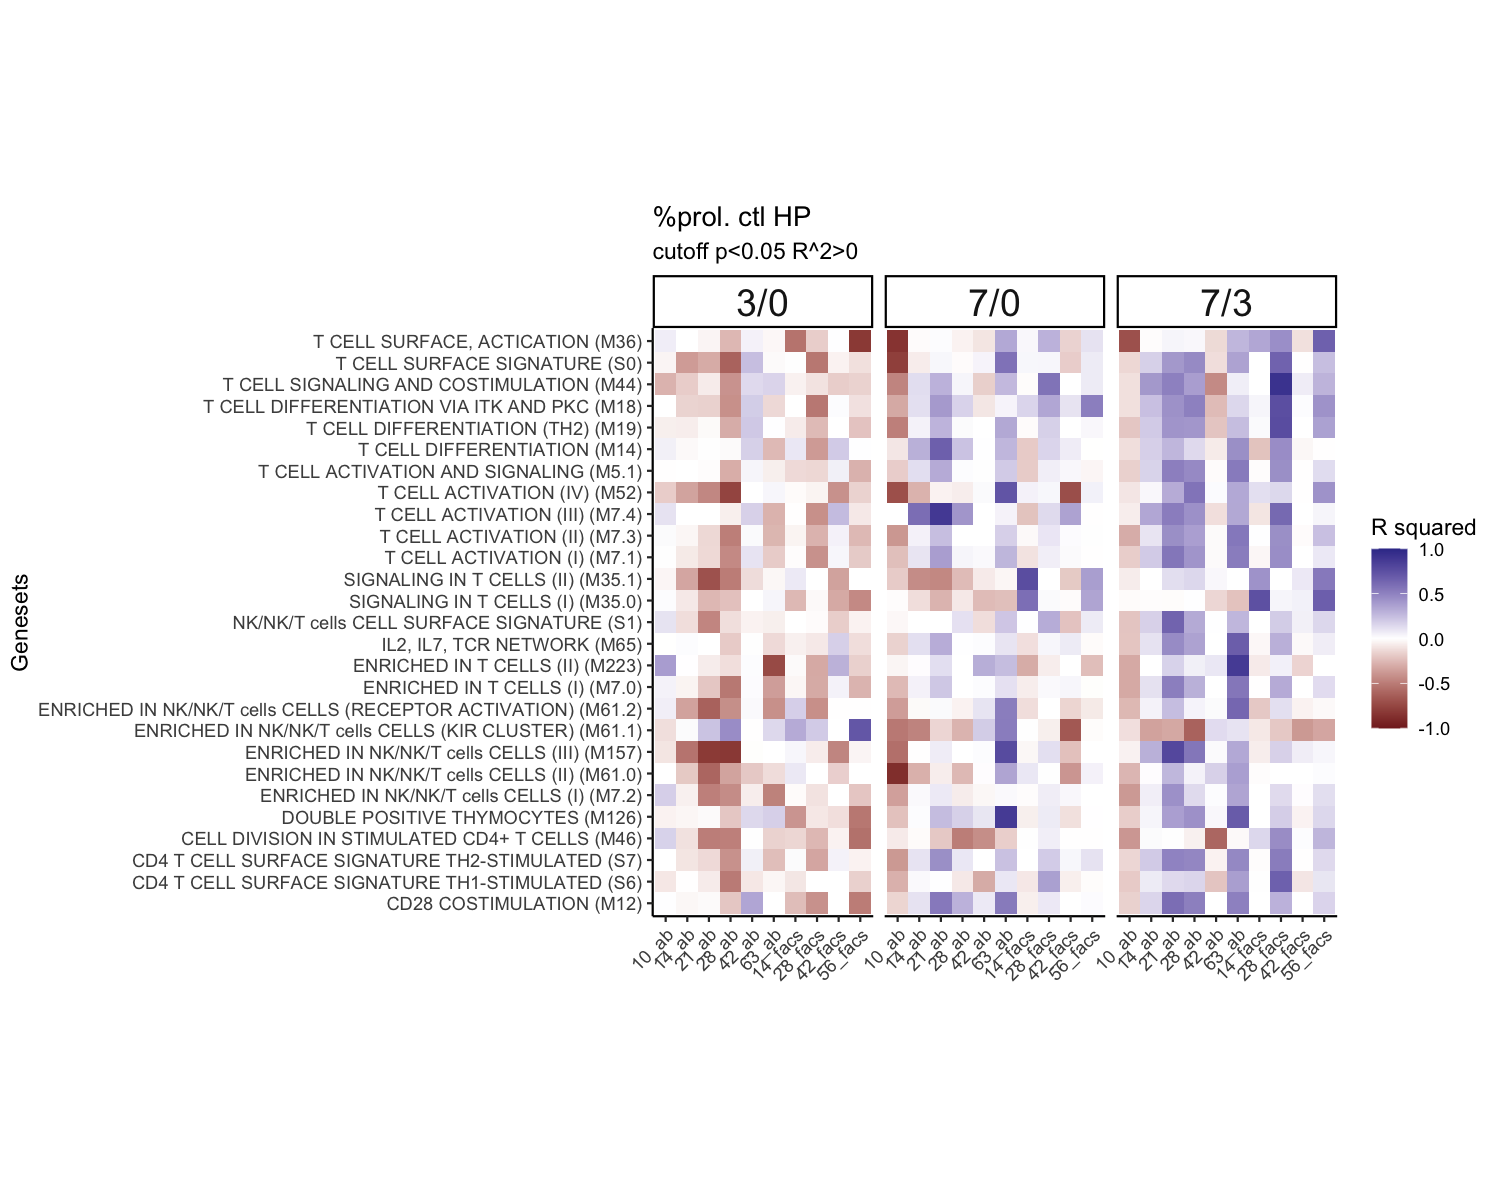 %prol. ctl HP
cutoff p<0.05 R^2>0
3/0 7/0 7/3
T CELL SURFACE, ACTICATION (M36)
T CELL SURFACE SIGNATURE (S0)
T CELL SIGNALING AND COSTIMULATION (M44)
T CELL DIFFERENTIATION VIA ITK AND PKC (M18)
T CELL DIFFERENTIATION (TH2) (M19)
T CELL DIFFERENTIATION (M14)
T CELL ACTIVATION AND SIGNALING (M5.1)
T CELL ACTIVATION (IV) (M52)
T CELL ACTIVATION (III) (M7.4)
T CELL ACTIVATION (II) (M7.3)
T CELL ACTIVATION (I) (M7.1)
SIGNALING IN T CELLS (II) (M35.1)
SIGNALING IN T CELLS (I) (M35.0)
NK/NK/T cells CELL SURFACE SIGNATURE (S1)
IL2, IL7, TCR NETWORK (M65)
ENRICHED IN T CELLS (II) (M223)
ENRICHED IN T CELLS (I) (M7.0)
ENRICHED IN NK/NK/T cells CELLS (RECEPTOR ACTIVATION) (M61.2)
ENRICHED IN NK/NK/T cells CELLS (KIR CLUSTER) (M61.1)
ENRICHED IN NK/NK/T cells CELLS (III) (M157)
ENRICHED IN NK/NK/T cells CELLS (II) (M61.0)
ENRICHED IN NK/NK/T cells CELLS (I) (M7.2)
DOUBLE POSITIVE THYMOCYTES (M126)
CELL DIVISION IN STIMULATED CD4+ T CELLS (M46)
CD4 T CELL SURFACE SIGNATURE TH2-STIMULATED (S7)
CD4 T CELL SURFACE SIGNATURE TH1-STIMULATED (S6)
CD28 COSTIMULATION (M12)
Genesets
10_ab 14_ab 21_ab 28_ab 42_ab 63_ab 14_facs 28_facs 42_facs 56_facs
10_ab 14_ab 21_ab 28_ab 42_ab 63_ab 14_facs 28_facs 42_facs 56_facs
10_ab 14_ab 21_ab 28_ab 42_ab 63_ab 14_facs 28_facs 42_facs 56_facs
R squared
1.0
0.5
0.0
-0.5
-1.0